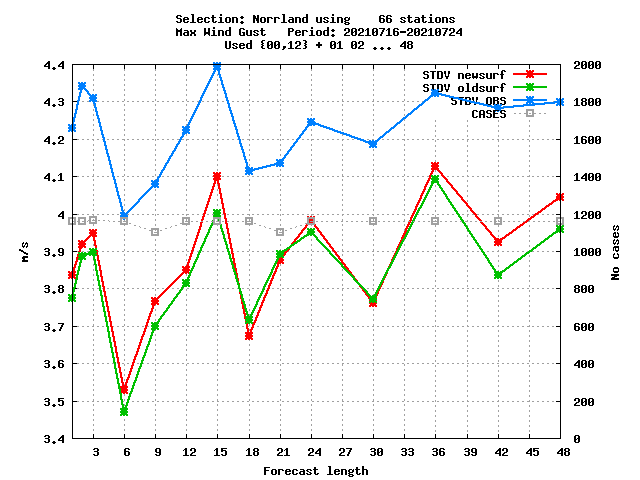 Selection: Norrland using    66 stations
Max Wind Gust   Period: 20210716-20210724
Used {00,12} + 01 02 ... 48
STDV newsurf
STDV oldsurf
STDV OBS
CASES
4.4
4.3
4.2
4.1
4
3.9
3.8
3.7
3.6
3.5
3.4
m/s
2000
1800
1600
1400
1200
1000
800
600
400
200
0
No cases
3 6 9 12 15 18 21 24 27 30 33 36 39 42 45 48
Forecast length